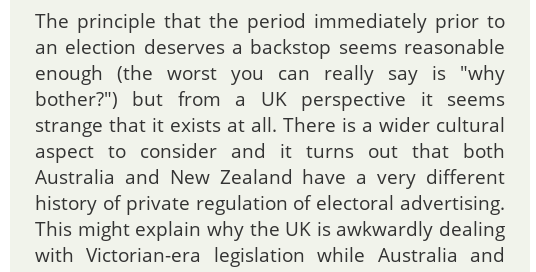 The principle that the period immediately prior to
an election deserves a backstop seems reasonable
enough (the worst you can really say is "why
bother?") but from a UK perspective it seems
strange that it exists at all. There is a wider cultural
aspect to consider and it turns out that both
Australia and New Zealand have a very different
history of private regulation of electoral advertising.
This might explain why the UK is awkwardly dealing
with Victorian-era legislation while Australia and